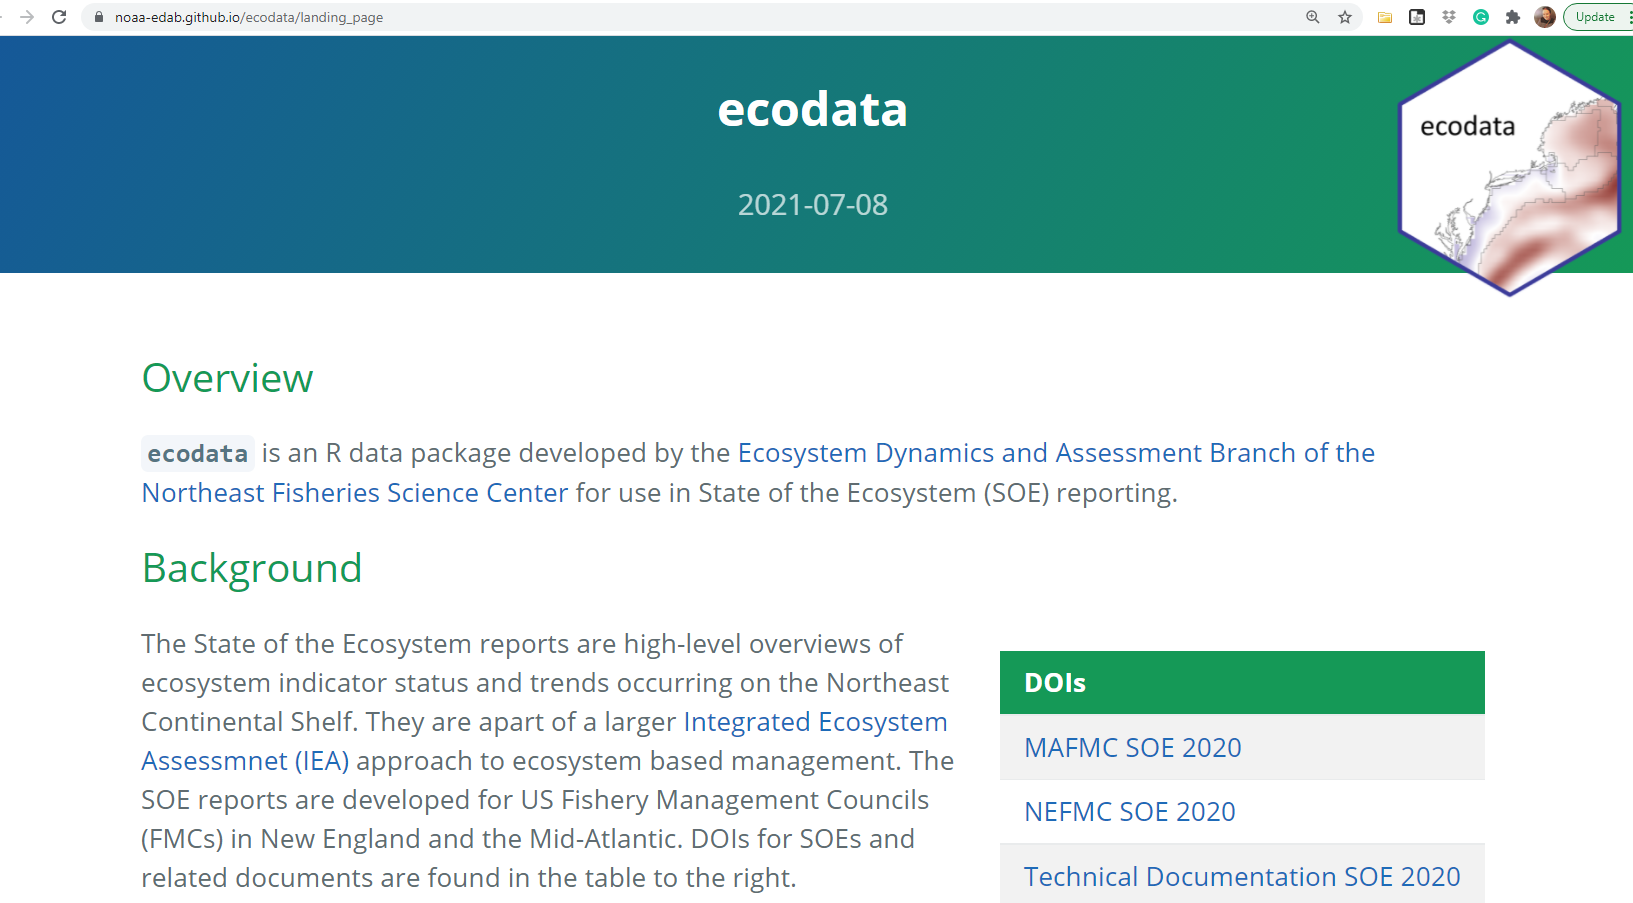 noaa-edab.github.io/ecodata/landing_page
Update
ecodata
ecodata
2021-07-08
Overview
ecodata is an R data package developed by the Ecosystem Dynamics and Assessment Branch of the
Northeast Fisheries Science Center for use in State of the Ecosystem (SOE) reporting.
Background
The State of the Ecosystem reports are high-level overviews of
ecosystem indicator status and trends occurring on the Northeast
Continental Shelf. They are apart of a larger Integrated Ecosystem
Assessmnet (IEA) approach to ecosystem based management. The
SOE reports are developed for US Fishery Management Councils
(FMCs) in New England and the Mid-Atlantic. DOIs for SOEs and
related documents are found in the table to the right.
DOIs
MAFMC SOE 2020
NEFMC SOE 2020
Technical Documentation SOE 2020